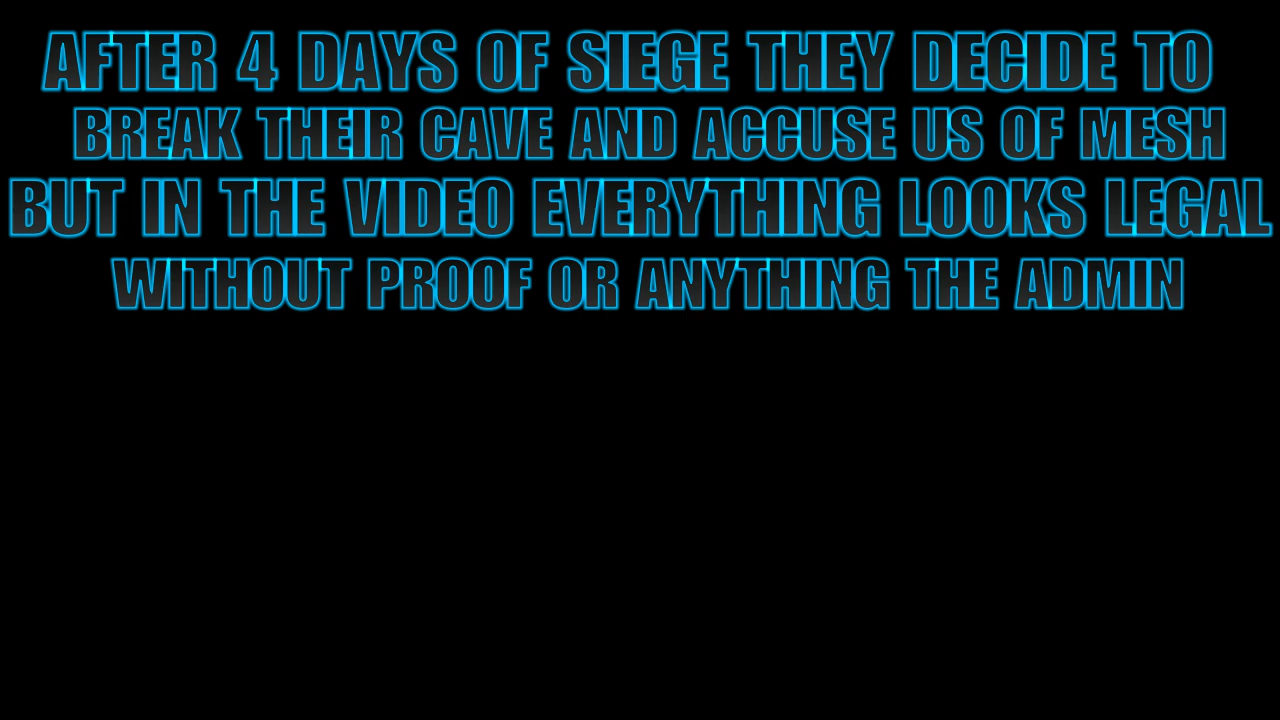 AFTER 4 DAYS OF SIEGE THEY DECIDE TO
BREAK THEIR CAVE AND ACCUSE US OF MESH
BUT IN THE VIDEO EVERYTHING LOOKS LEGAL
WITHOUT PROOF OR ANYTHING THE ADMIN